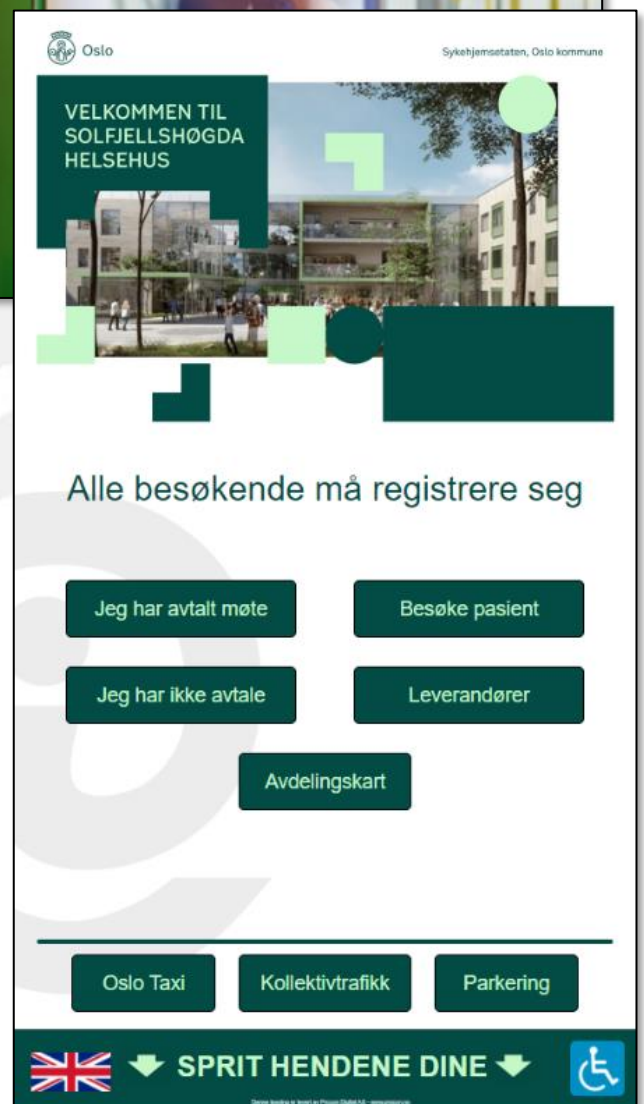 Oslo
Sykehjemsetaten, Oslo kommune
VELKOMMEN TIL
SOLFJELLSHØGDA
HELSEHUS
Alle besøkende må registrere seg
Jeg har avtalt møte
Besøke pasient
Jeg har ikke avtale
Leverandører
Avdelingskart
Oslo Taxi
Kollektivtrafikk
Parkering
SPRIT HENDENE DINE